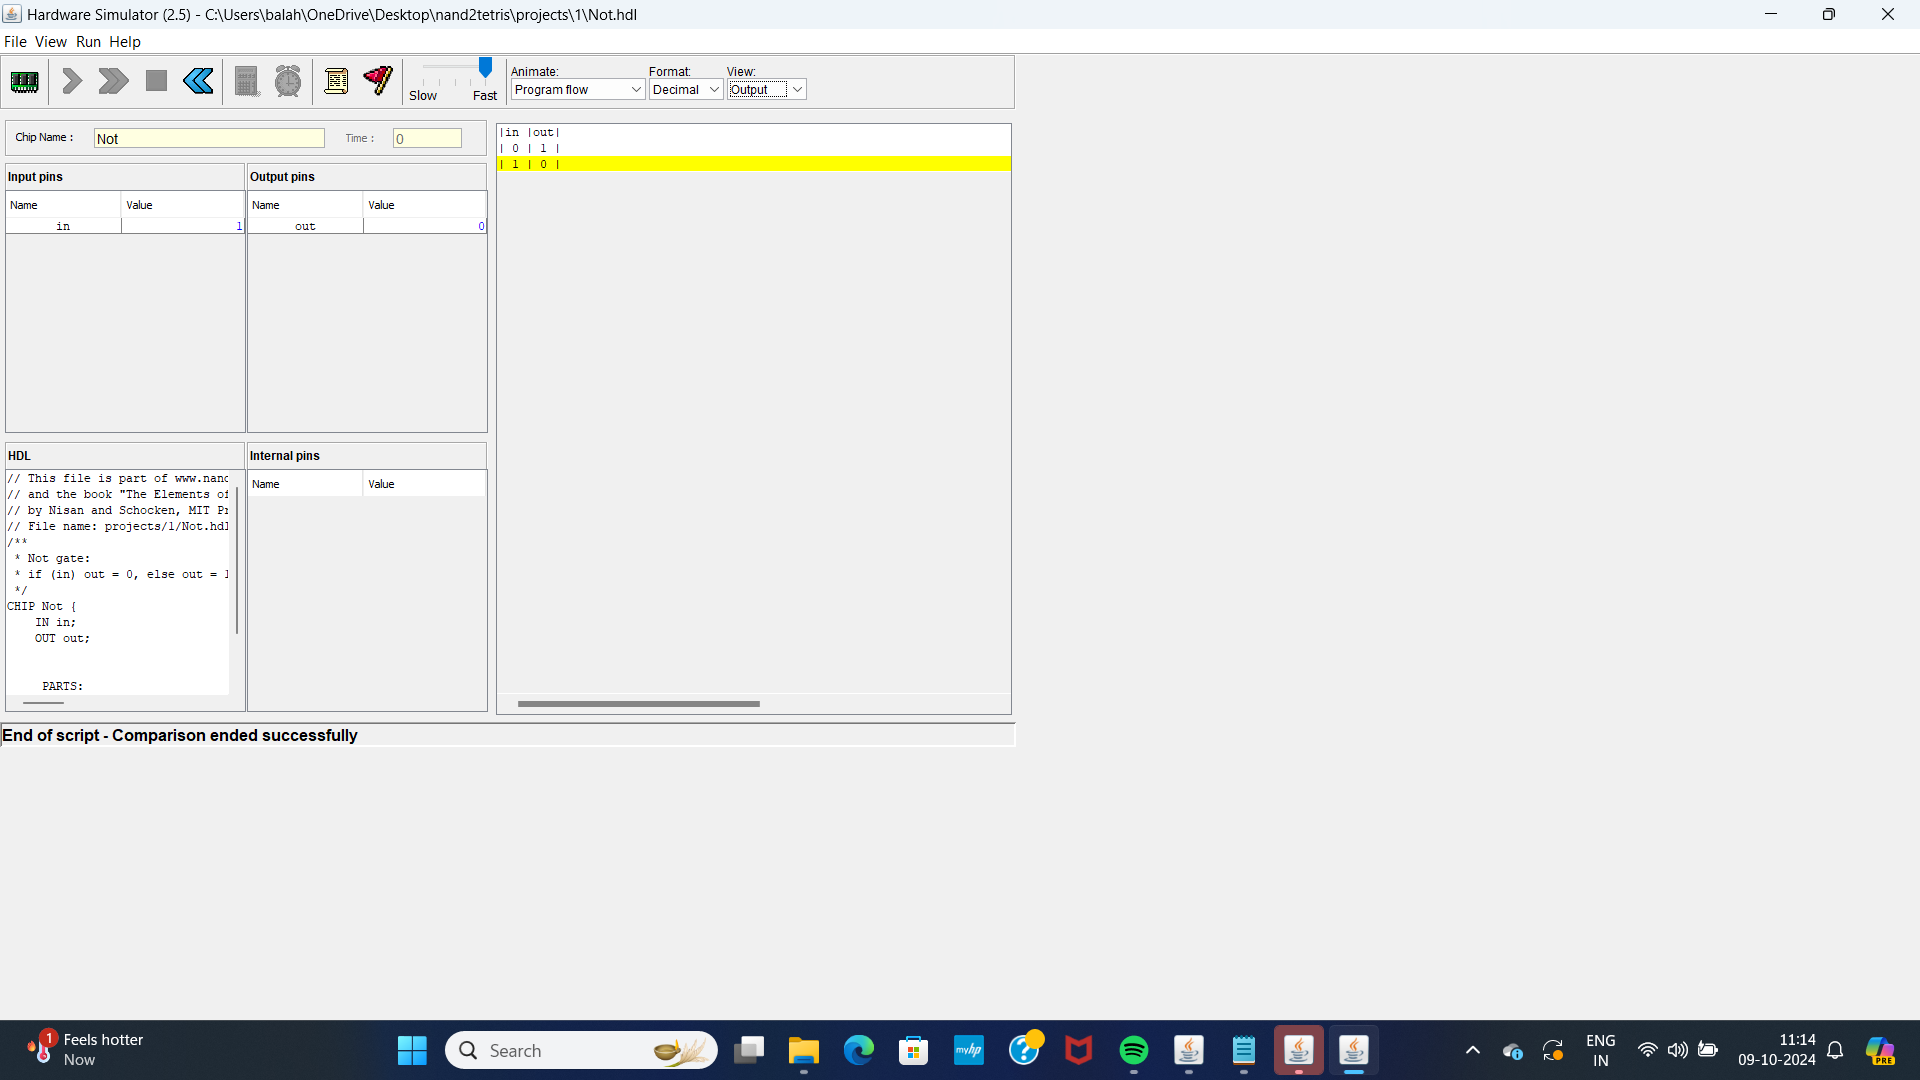 Hardware Simulator (2.5) - C:\Users\balah\OneDrive\Desktop\nand2tetris\projects\1\Not.hdl
File View Run Help
Slow Fast
Animate: Format: View:
Program flow Decimal Output
Chip Name : Not Time : 0
Input pins
Name Value
in 1
Output pins
Name Value
out 0
|in |out|
| 0 | 1 |
| 1 | 0 |
HDL
// This file is part of www.nand
// and the book "The Elements of
// by Nisan and Schocken, MIT Pr
// File name: projects/1/Not.hdl
/**
* Not gate:
* if (in) out = 0, else out = 1
*/
CHIP Not {
IN in;
OUT out;
PARTS:
Internal pins
Name Value
End of script - Comparison ended successfully
1
Feels hotter
Now
Search
myhp
ENG
IN
11:14
09-10-2024
PRE